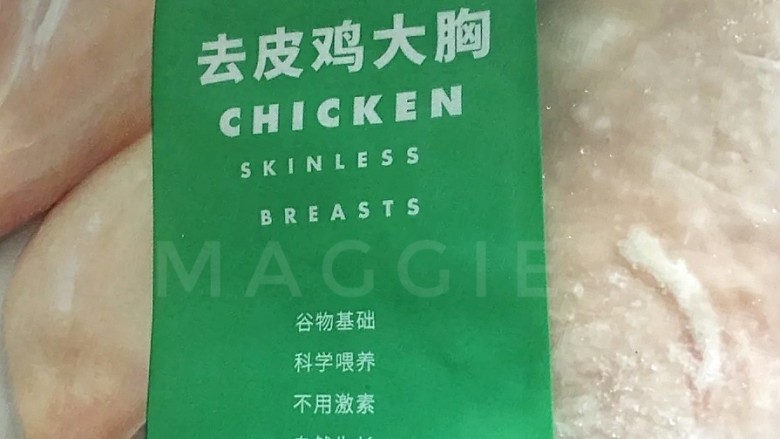 去皮鸡大胸
CHICKEN
SKINLESS
BREASTS
MAGGIE
谷物基础
科学喂养
不用激素